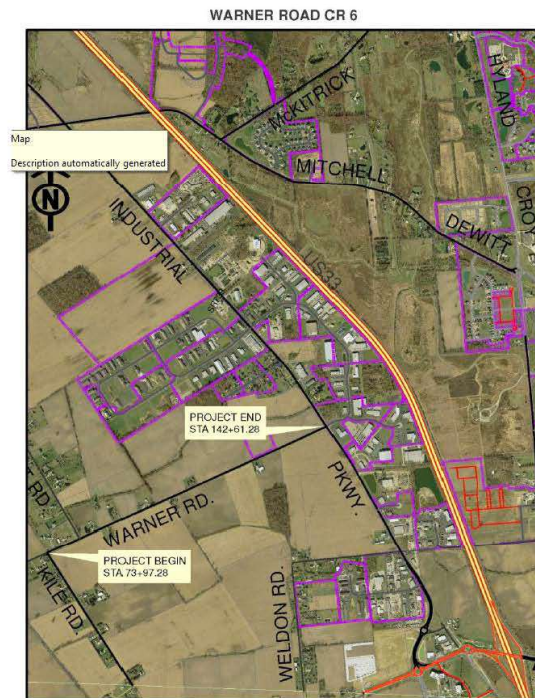 WARNER ROAD CR 6
HYLAND
McKITRICK
Map
Description automatically generated
MITCHELL
N
INDUSTRIAL
DEWITT
CROY
US33
PROJECT END
STA 142+61.28
PKWY.
WARNER RD.
RD.
PROJECT BEGIN
STA 73+97.28
KILE RD.
WELDON RD.